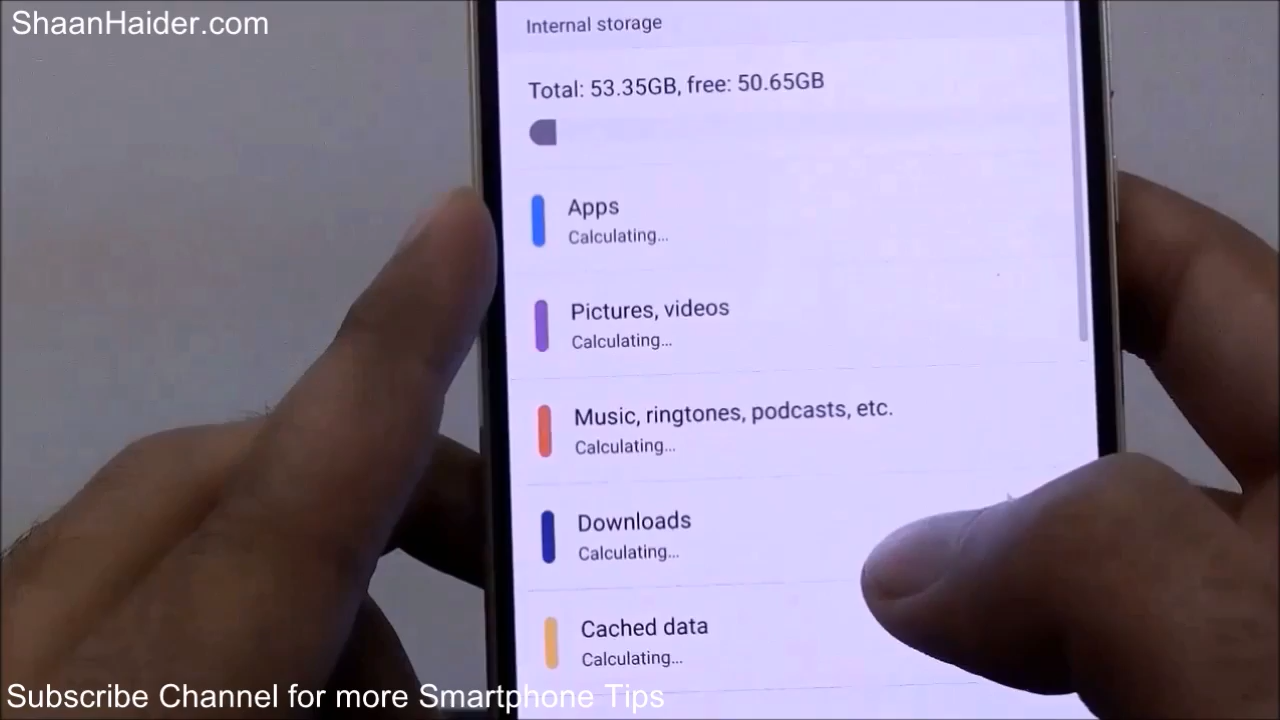 ShaanHaider.com
Internal storage
Total: 53.35GB, free: 50.65GB
Apps
Calculating...
Pictures, videos
Calculating...
Music, ringtones, podcasts, etc.
Calculating...
Downloads
Calculating...
Cached data
Calculating...
Subscribe Channel for more Smartphone Tips